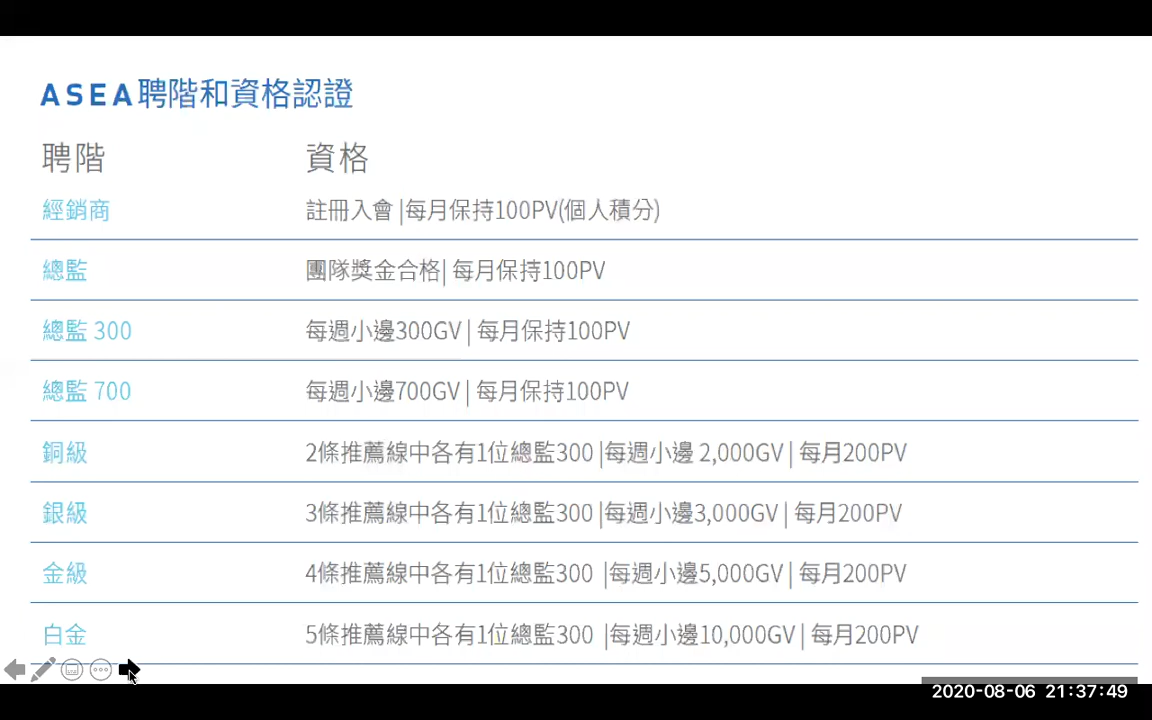 ASEA聘階和資格認證
聘階 資格
經銷商 註冊入會 |每月保持100PV(個人積分)
總監 團隊獎金合格| 每月保持100PV
總監 300 每週小邊300GV | 每月保持100PV
總監 700 每週小邊700GV | 每月保持100PV
銅級 2條推薦線中各有1位總監300 |每週小邊 2,000GV | 每月200PV
銀級 3條推薦線中各有1位總監300 |每週小邊3,000GV | 每月200PV
金級 4條推薦線中各有1位總監300 |每週小邊5,000GV | 每月200PV
白金 5條推薦線中各有1位總監300 |每週小邊10,000GV | 每月200PV
2020-08-06 21:37:49